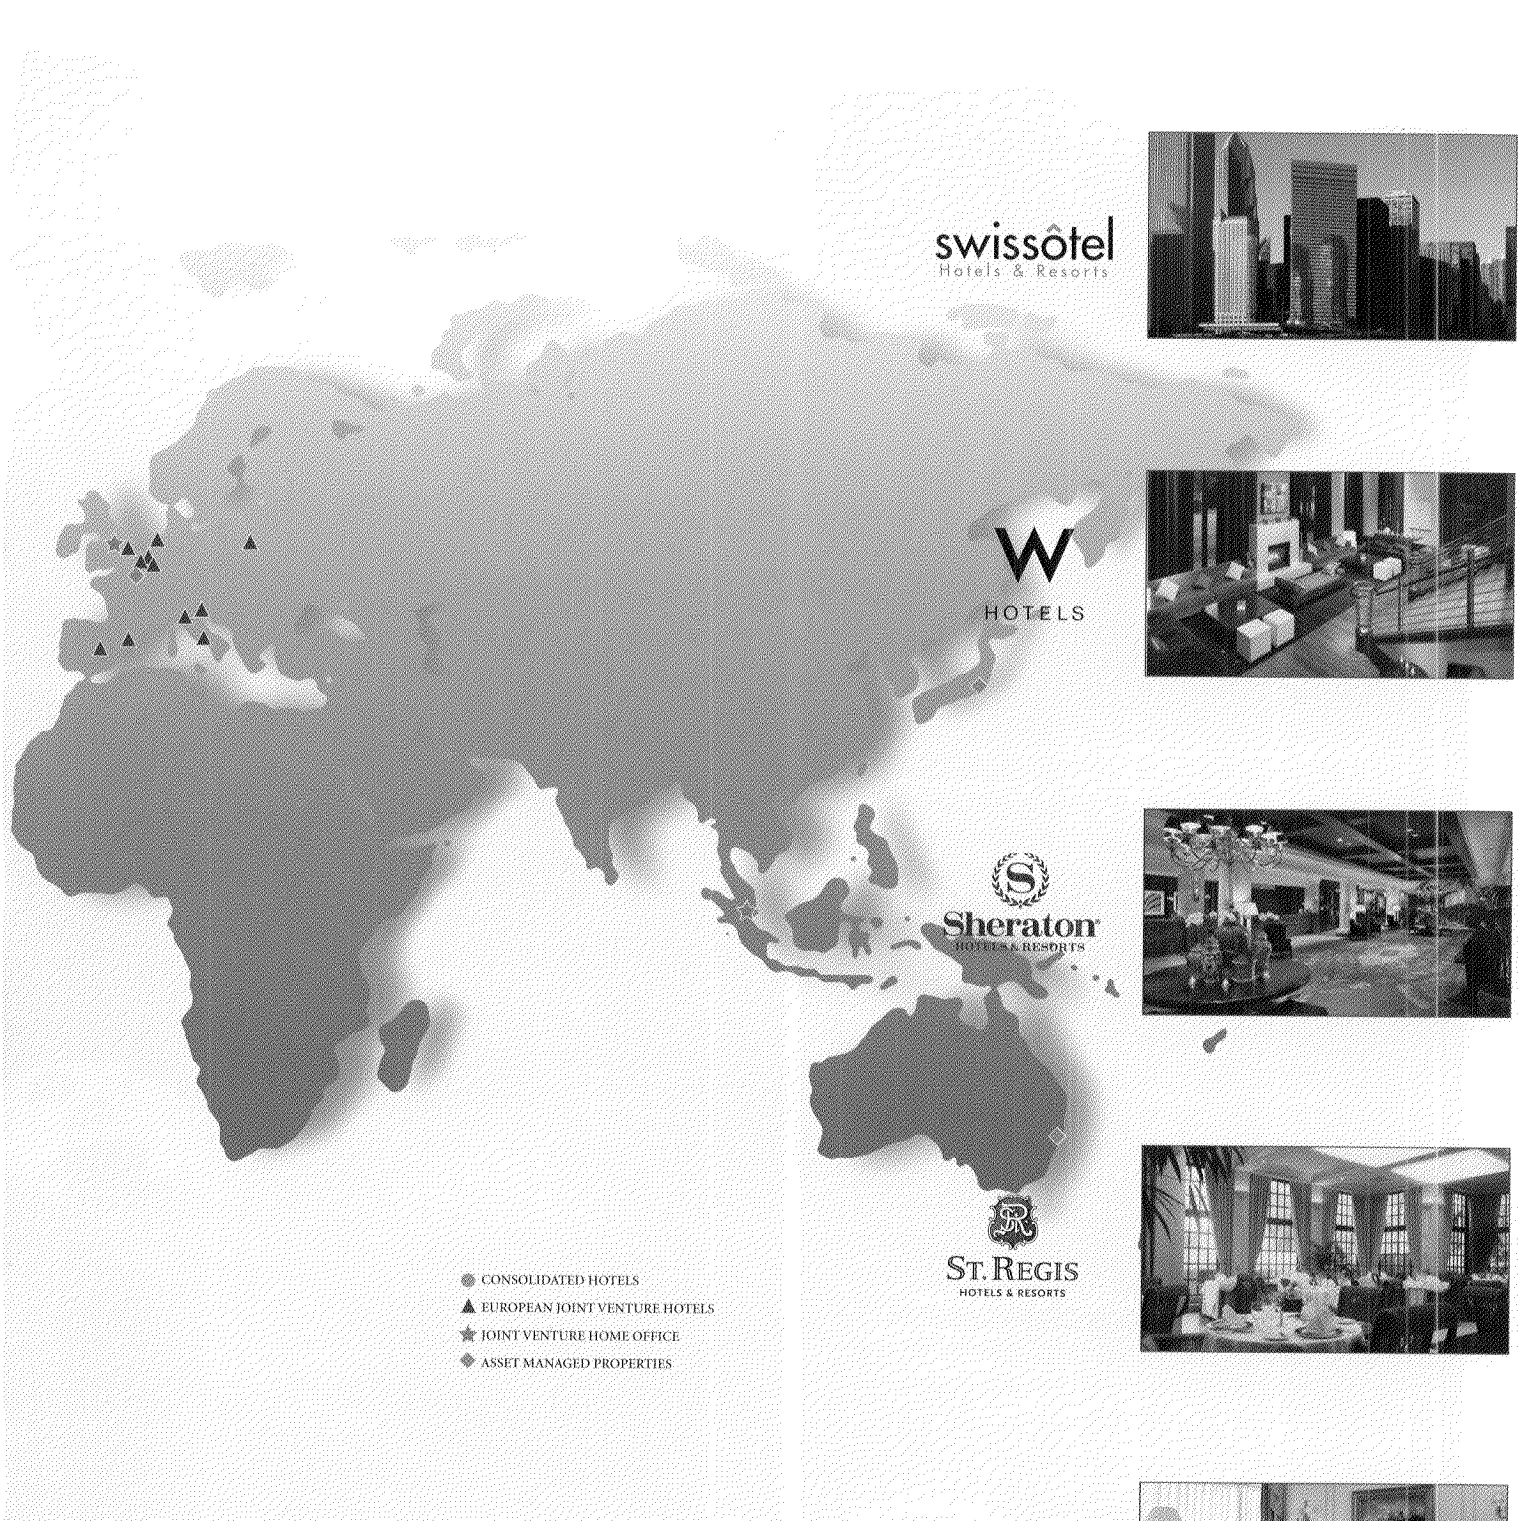 swissôtel
Hotels & Resorts
W
HOTELS
S
Sheraton®
HOTELS & RESORTS
SR
ST. REGIS
HOTELS & RESORTS
CONSOLIDATED HOTELS
EUROPEAN JOINT VENTURE HOTELS
JOINT VENTURE HOME OFFICE
ASSET MANAGED PROPERTIES